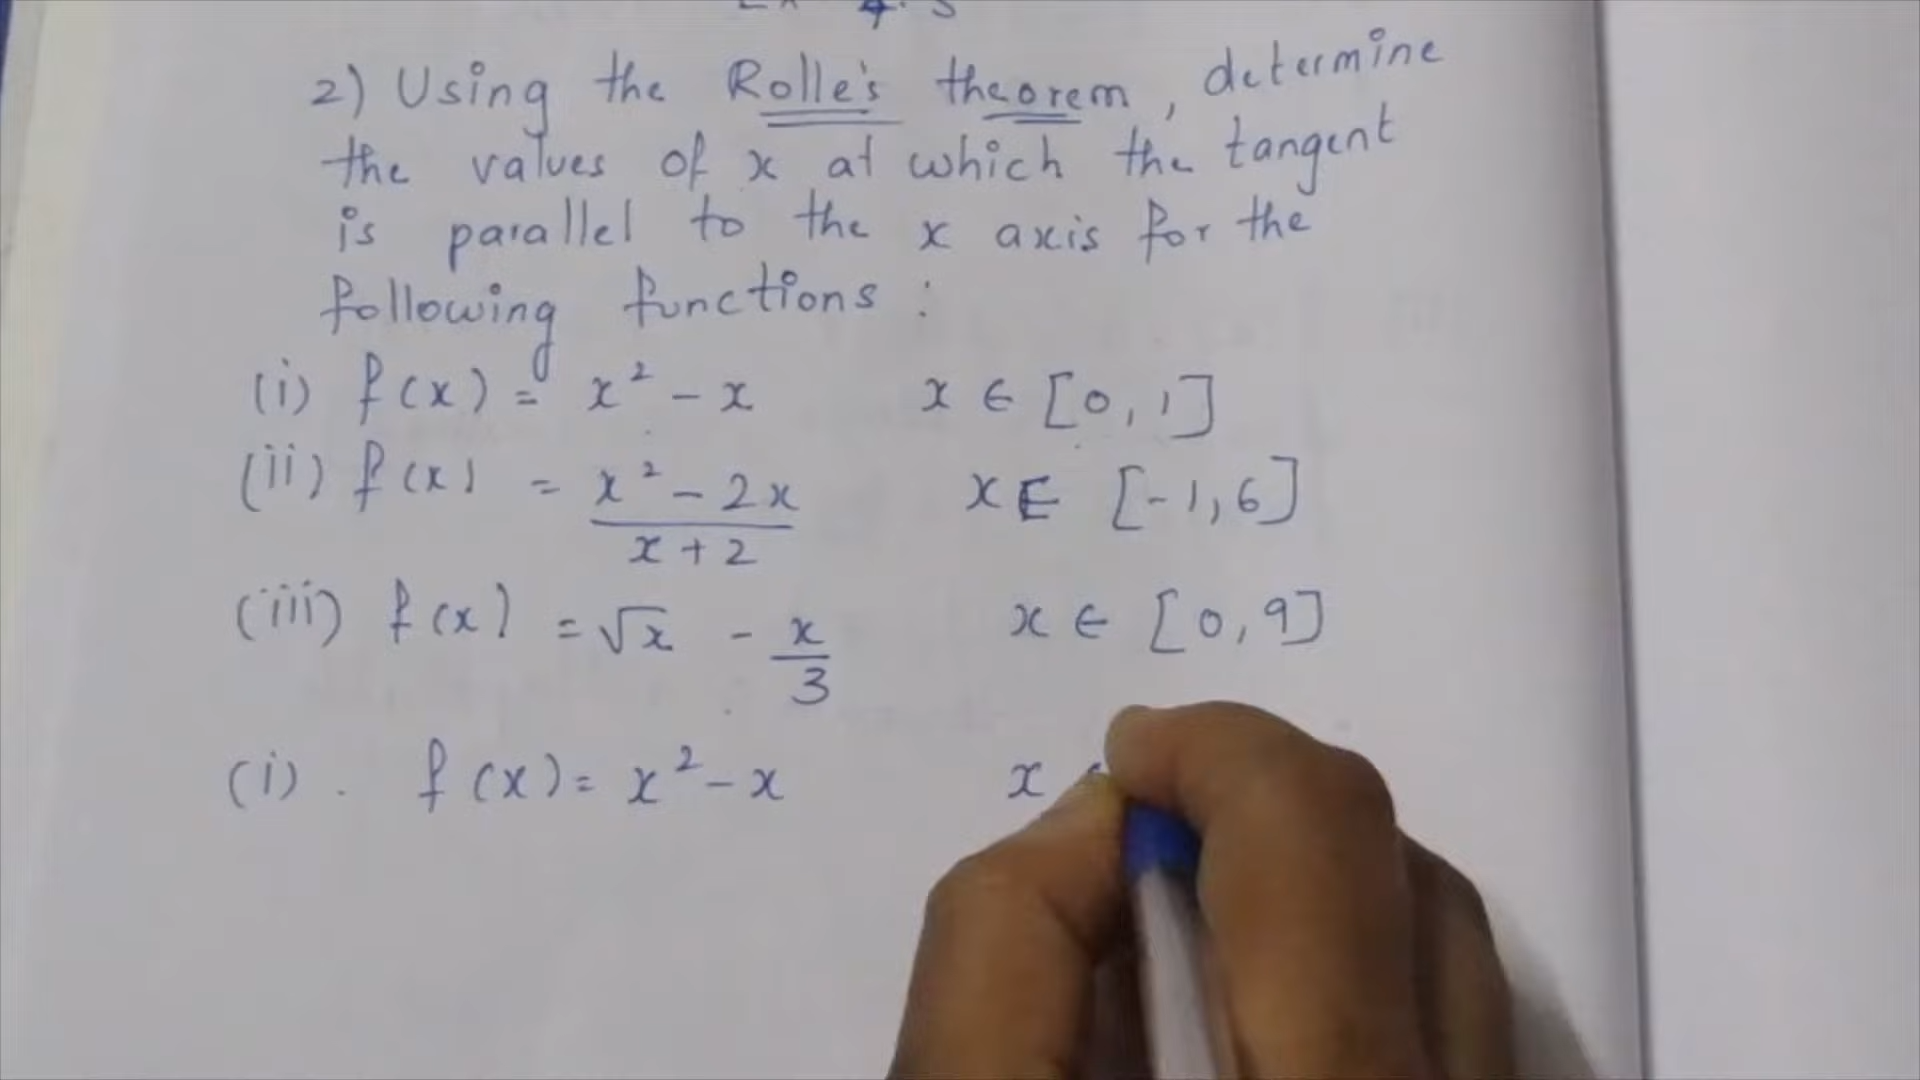 2) Using the Rolle's theorem, determine
the values of x at which the tangent
is parallel to the x axis for the
following functions :
(i) f(x) = x² - x x ∈ [0, 1]
(ii) f(x) = x² - 2x / x + 2 x ∈ [-1, 6]
(iii) f(x) = √x - x/3 x ∈ [0, 9]
(i). f(x) = x² - x x